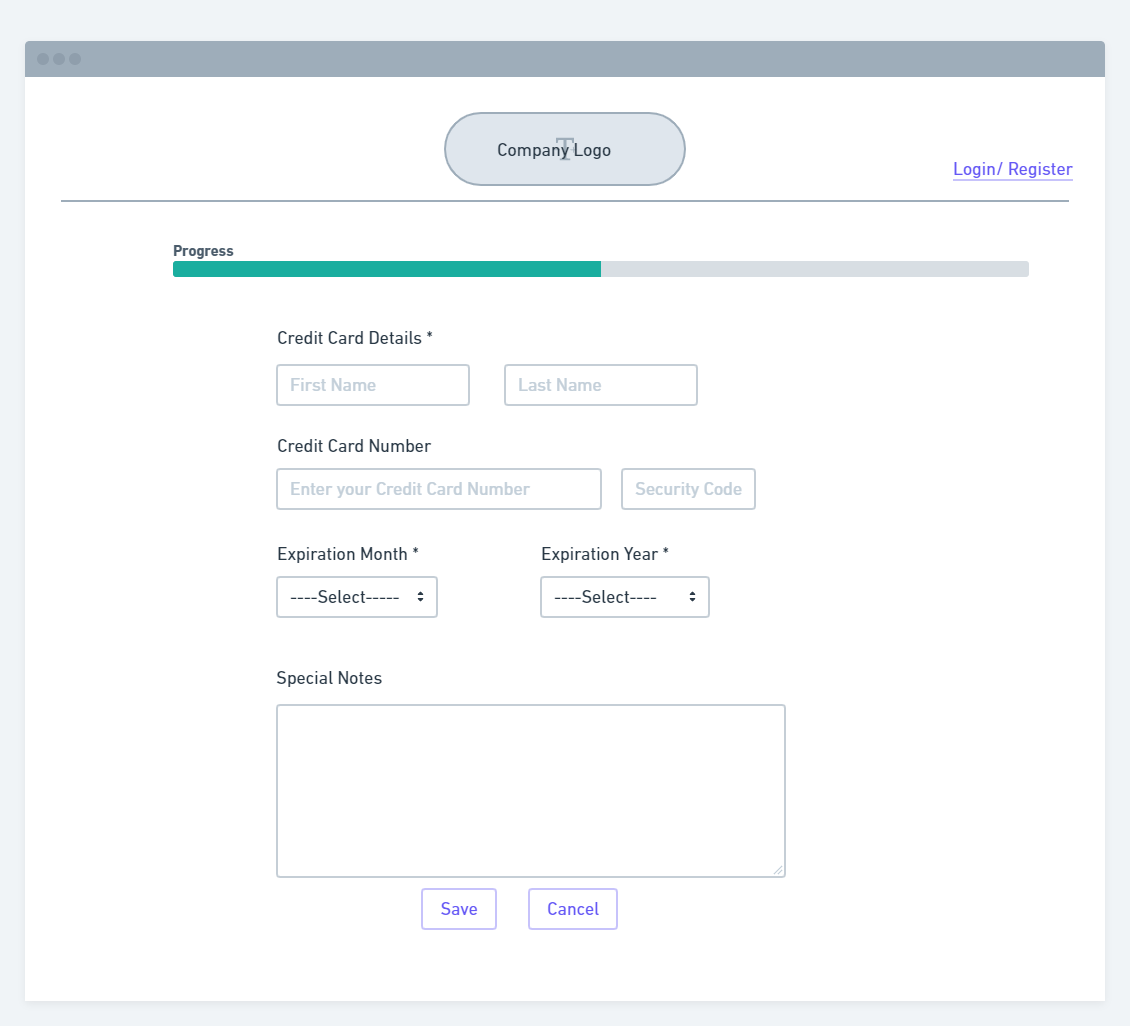 Company Logo
T
Login/ Register
Progress
Credit Card Details *
First Name
Last Name
Credit Card Number
Enter your Credit Card Number
Security Code
Expiration Month *
Expiration Year *
----Select-----
----Select----
Special Notes
Save
Cancel